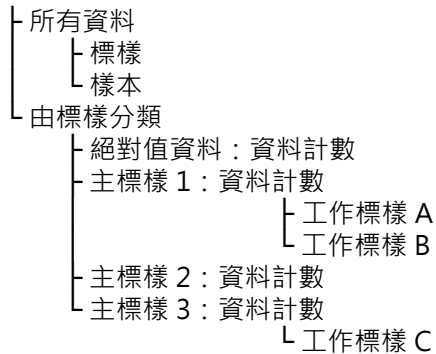 所有資料
標樣
樣本
由標樣分類
絕對值資料：資料計數
主標樣 1：資料計數
工作標樣 A
工作標樣 B
主標樣 2：資料計數
主標樣 3：資料計數
工作標樣 C